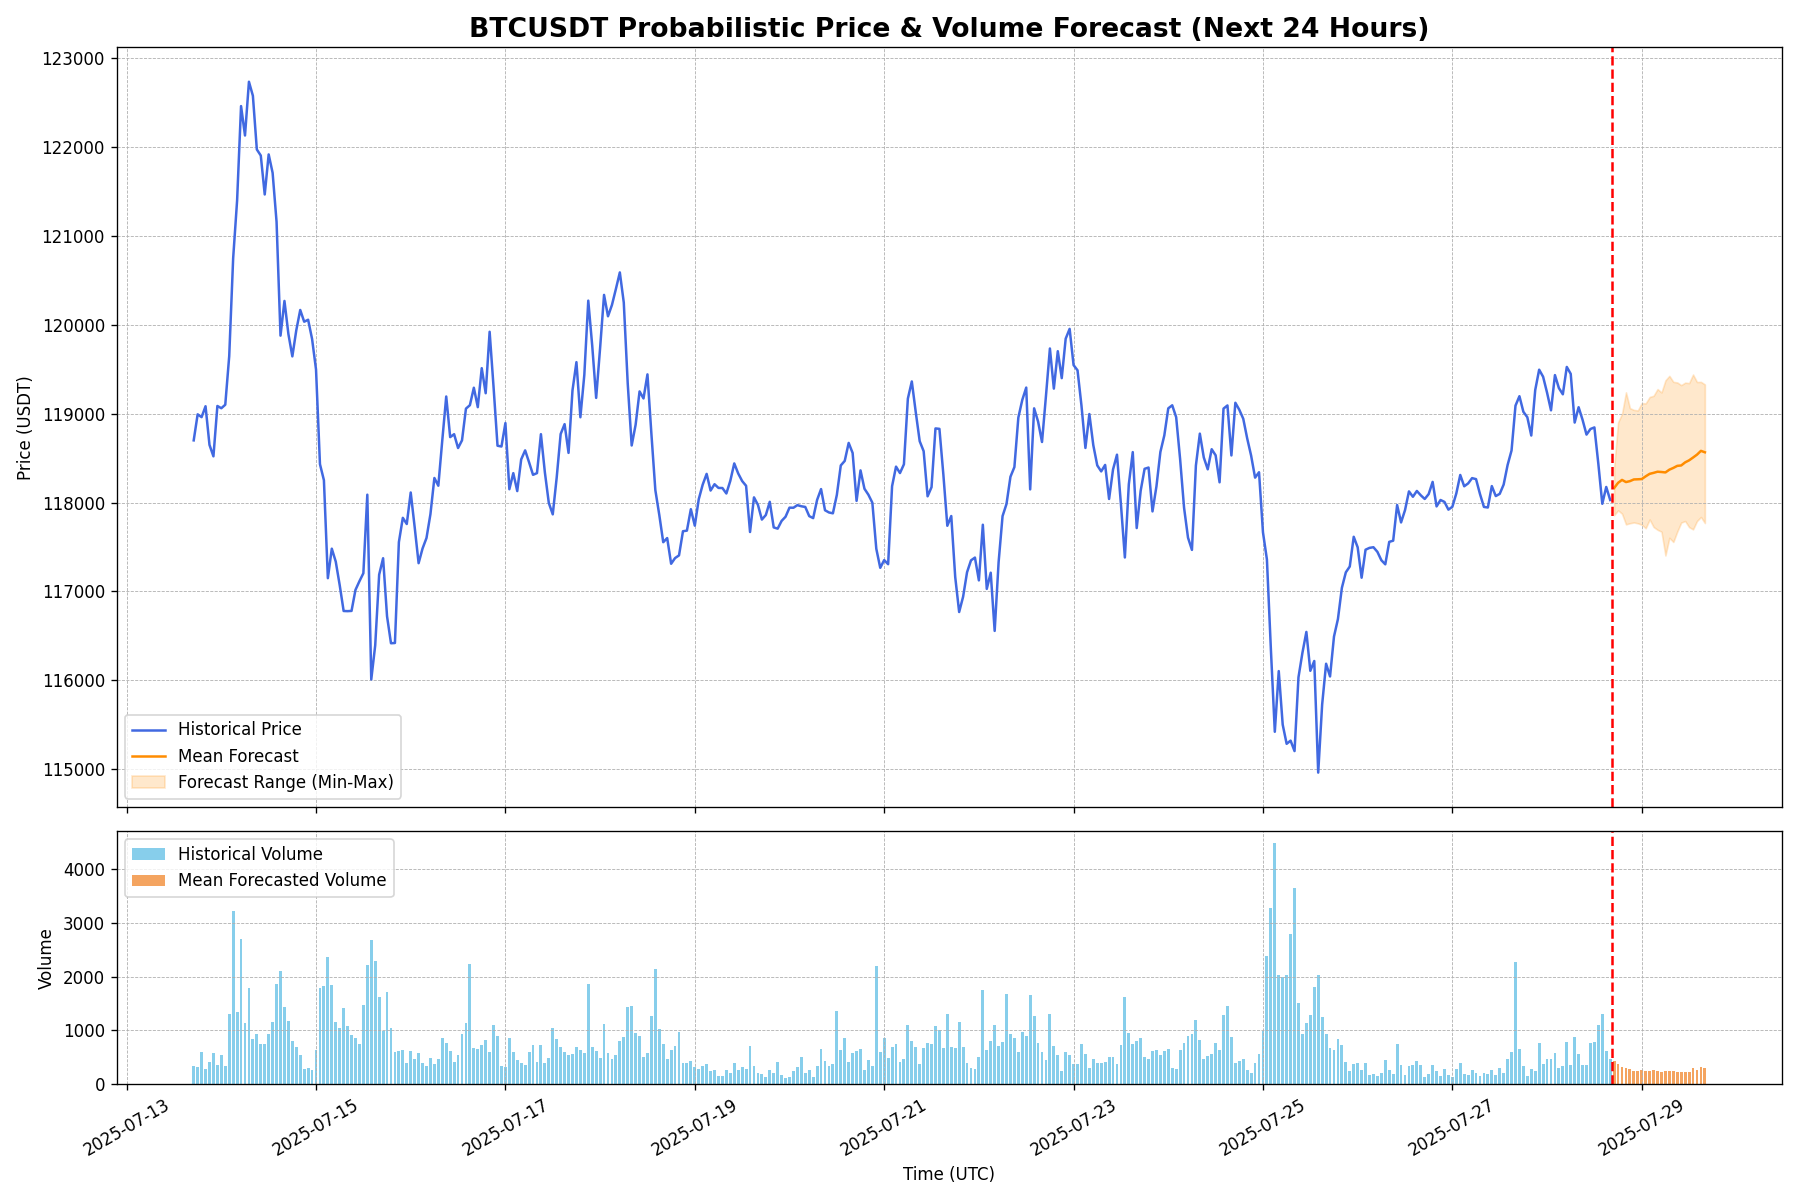 BTCUSDT Probabilistic Price & Volume Forecast (Next 24 Hours)
123000
122000
121000
120000
119000
118000
117000
116000
115000
Price (USDT)
Historical Price
Mean Forecast
Forecast Range (Min-Max)
Historical Volume
Mean Forecasted Volume
4000
3000
2000
1000
0
Volume
2025-07-13
2025-07-15
2025-07-17
2025-07-19
2025-07-21
2025-07-23
2025-07-25
2025-07-27
2025-07-29
Time (UTC)